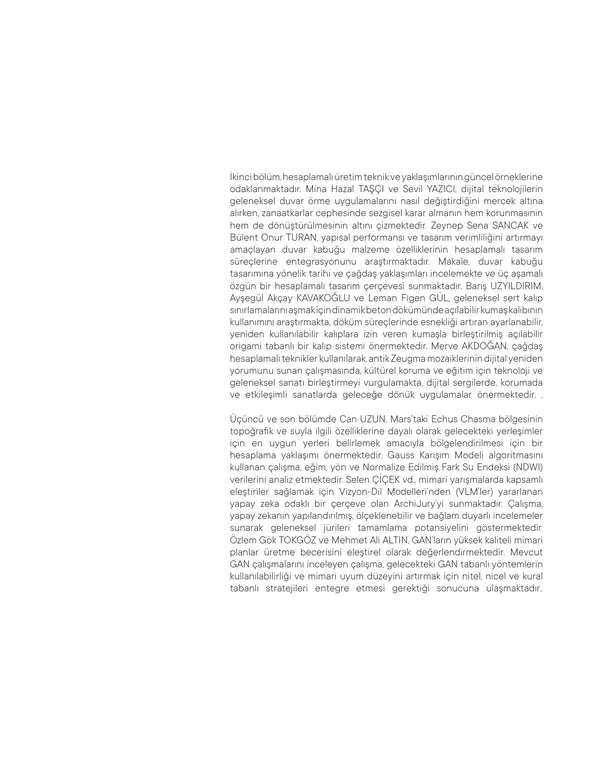 İkinci bölüm, hesaplamalı üretim teknik ve yaklaşımlarının güncel örneklerine
odaklanmaktadır. Mina Hazal TAŞÇI ve Sevil YAZICI, dijital teknolojilerin
geleneksel duvar örme uygulamalarını nasıl değiştirdiğini mercek altına
alırken, zanaatkarlar cephesinde sezgisel karar almanın hem korunmasının
hem de dönüştürülmesinin altını çizmektedir. Zeynep Sena SANCAK ve
Bülent Onur TURAN, yapısal performansı ve tasarım verimliliğini artırmayı
amaçlayan duvar kabuğu malzeme özelliklerinin hesaplamalı tasarım
süreçlerine entegrasyonunu araştırmaktadır. Makale, duvar kabuğu
tasarımına yönelik tarihi ve çağdaş yaklaşımları incelemekte ve üç aşamalı
özgün bir hesaplamalı tasarım çerçevesi sunmaktadır. Barış UZYILDIRIM,
Ayşegül Akçay KAVAKOĞLU ve Leman Figen GÜL, geleneksel sert kalıp
sınırlamalarını aşmak için dinamik beton dökümünde açılabilir kumaş kalıbının
kullanımını araştırmakta, döküm süreçlerinde esnekliği artıran ayarlanabilir,
yeniden kullanılabilir kalıplara izin veren kumaşla birleştirilmiş açılabilir
origami tabanlı bir kalıp sistemi önermektedir. Merve AKDOĞAN, çağdaş
hesaplamalı teknikler kullanılarak, antik Zeugma mozaiklerinin dijital yeniden
yorumunu sunan çalışmasında, kültürel koruma ve eğitim için teknoloji ve
geleneksel sanatı birleştirmeyi vurgulamakta, dijital sergilerde, korumada
ve etkileşimli sanatlarda geleceğe dönük uygulamalar önermektedir. .
Üçüncü ve son bölümde Can UZUN, Mars'taki Echus Chasma bölgesinin
topoğrafik ve suyla ilgili özelliklerine dayalı olarak gelecekteki yerleşimler
için en uygun yerleri belirlemek amacıyla bölgelendirilmesi için bir
hesaplama yaklaşımı önermektedir. Gauss Karışım Modeli algoritmasını
kullanan çalışma, eğim, yön ve Normalize Edilmiş Fark Su Endeksi (NDWI)
verilerini analiz etmektedir. Selen ÇİÇEK vd., mimari yarışmalarda kapsamlı
eleştiriler sağlamak için Vizyon-Dil Modelleri'nden (VLM'ler) yararlanan
yapay zeka odaklı bir çerçeve olan ArchiJury'yi sunmaktadır. Çalışma,
yapay zekanın yapılandırılmış, ölçeklenebilir ve bağlam duyarlı incelemeler
sunarak geleneksel jürileri tamamlama potansiyelini göstermektedir.
Özlem Gök TOKGÖZ ve Mehmet Ali ALTIN, GAN'ların yüksek kaliteli mimari
planlar üretme becerisini eleştirel olarak değerlendirmektedir. Mevcut
GAN çalışmalarını inceleyen çalışma, gelecekteki GAN tabanlı yöntemlerin
kullanılabilirliği ve mimari uyum düzeyini artırmak için nitel, nicel ve kural
tabanlı stratejileri entegre etmesi gerektiği sonucuna ulaşmaktadır..